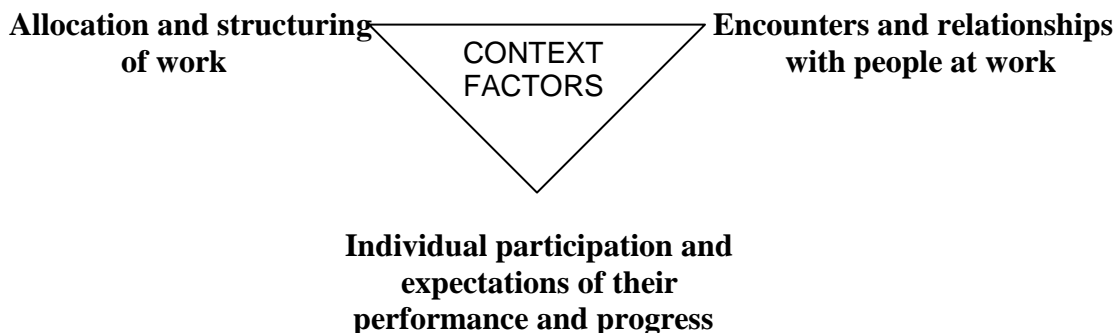 Allocation and structuring
of work
CONTEXT
FACTORS
Encounters and relationships
with people at work
Individual participation and
expectations of their
performance and progress